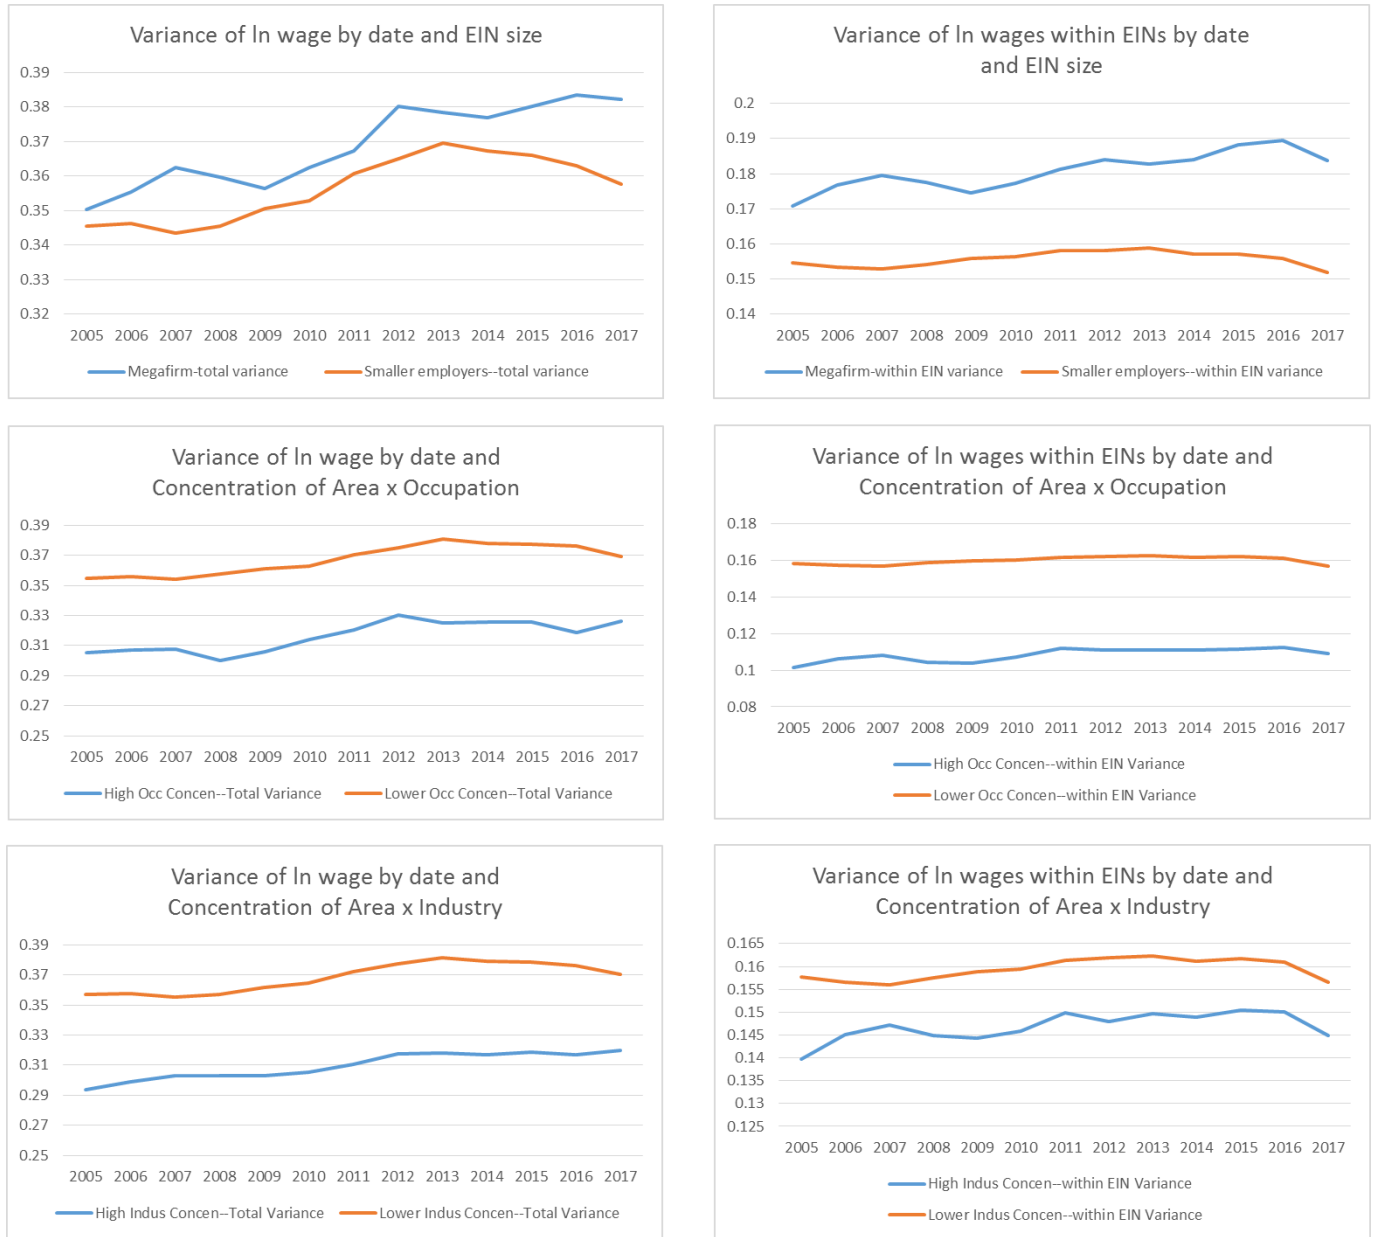 Variance of ln wage by date and EIN size
0.39
0.38
0.37
0.36
0.35
0.34
0.33
0.32
2005 2006 2007 2008 2009 2010 2011 2012 2013 2014 2015 2016 2017
Megafirm-total variance Smaller employers--total variance
Variance of ln wages within EINs by date
and EIN size
0.2
0.19
0.18
0.17
0.16
0.15
0.14
2005 2006 2007 2008 2009 2010 2011 2012 2013 2014 2015 2016 2017
Megafirm-within EIN variance Smaller employers--within EIN variance
Variance of ln wage by date and
Concentration of Area x Occupation
0.39
0.37
0.35
0.33
0.31
0.29
0.27
0.25
2005 2006 2007 2008 2009 2010 2011 2012 2013 2014 2015 2016 2017
High Occ Concen--Total Variance Lower Occ Concen--Total Variance
Variance of ln wages within EINs by date and
Concentration of Area x Occupation
0.18
0.16
0.14
0.12
0.1
0.08
2005 2006 2007 2008 2009 2010 2011 2012 2013 2014 2015 2016 2017
High Occ Concen--within EIN Variance
Lower Occ Concen--within EIN Variance
Variance of ln wage by date and
Concentration of Area x Industry
0.39
0.37
0.35
0.33
0.31
0.29
0.27
0.25
2005 2006 2007 2008 2009 2010 2011 2012 2013 2014 2015 2016 2017
High Indus Concen--Total Variance Lower Indus Concen--Total Variance
Variance of ln wages within EINs by date and
Concentration of Area x Industry
0.165
0.16
0.155
0.15
0.145
0.14
0.135
0.13
0.125
2005 2006 2007 2008 2009 2010 2011 2012 2013 2014 2015 2016 2017
High Indus Concen--within EIN Variance
Lower Indus Concen--within EIN Variance